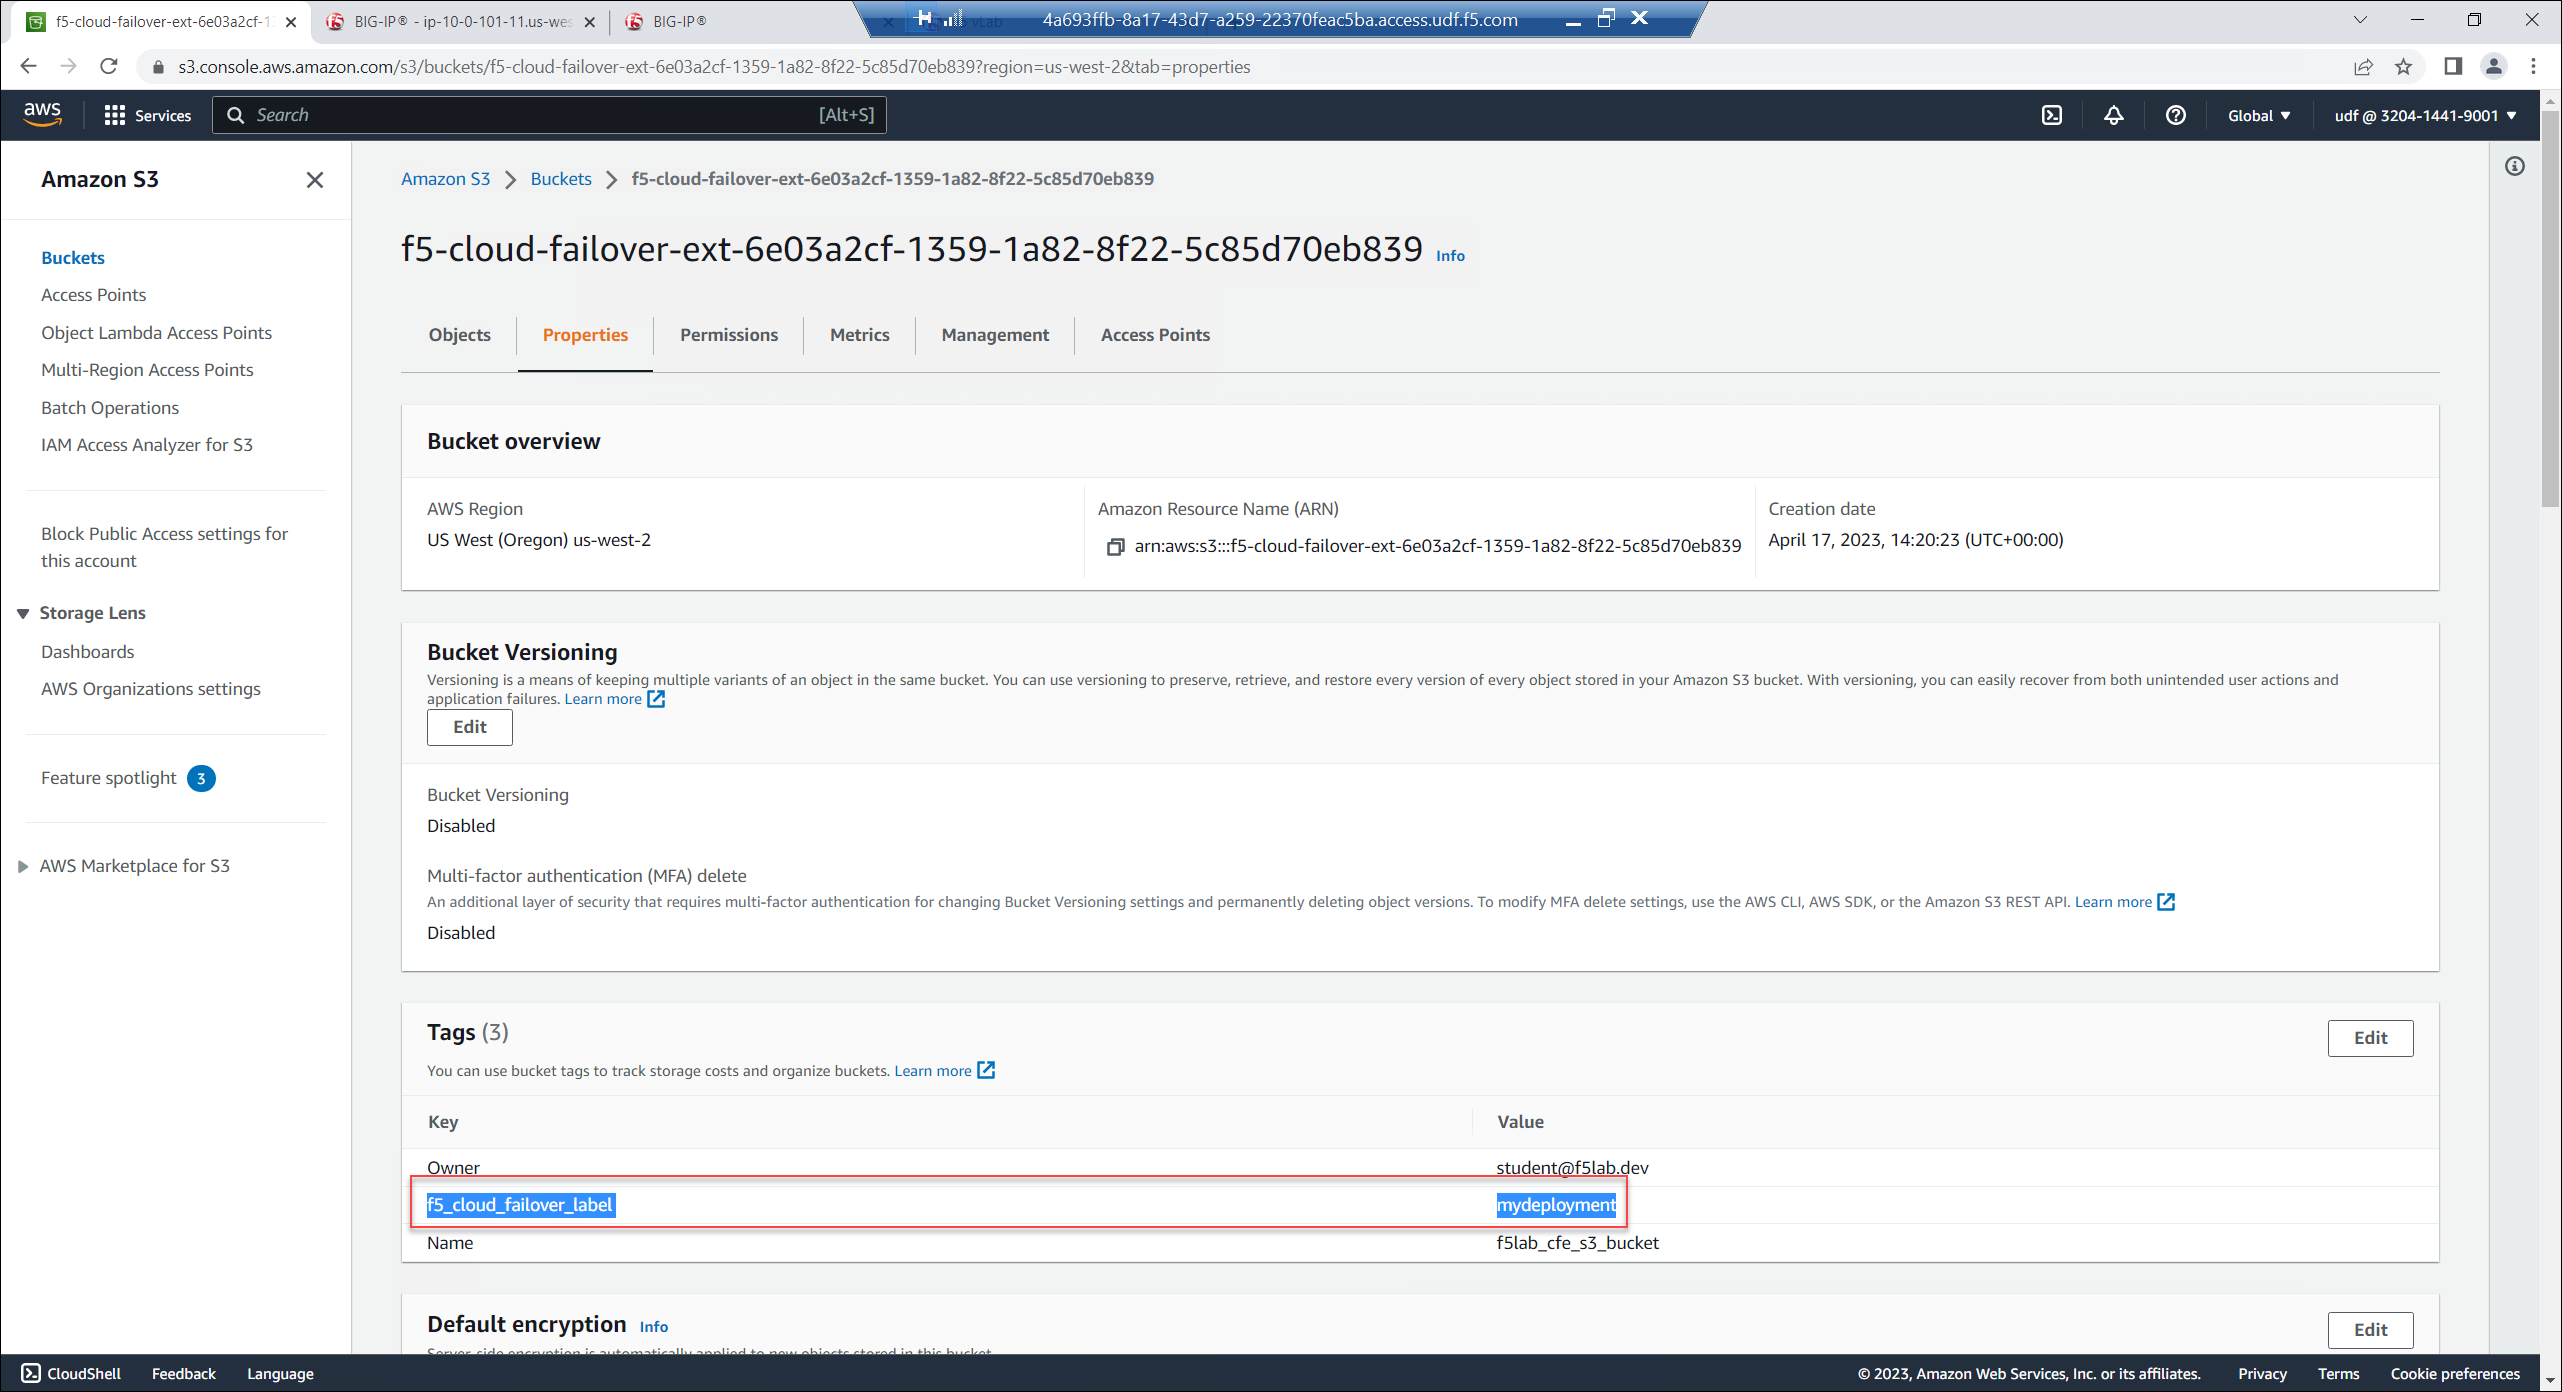 f5-cloud-failover-ext-6e03a2cf-13
BIG-IP® - ip-10-0-101-11.us-wes
BIG-IP®
4a693ffb-8a17-43d7-a259-22370feac5ba.access.udf.f5.com
s3.console.aws.amazon.com/s3/buckets/f5-cloud-failover-ext-6e03a2cf-1359-1a82-8f22-5c85d70eb839?region=us-west-2&tab=properties
aws
Services
Search
[Alt+S]
Global
udf @ 3204-1441-9001
Amazon S3
Buckets
Access Points
Object Lambda Access Points
Multi-Region Access Points
Batch Operations
IAM Access Analyzer for S3
Block Public Access settings for
this account
Storage Lens
Dashboards
AWS Organizations settings
Feature spotlight 3
AWS Marketplace for S3
Amazon S3 > Buckets > f5-cloud-failover-ext-6e03a2cf-1359-1a82-8f22-5c85d70eb839
f5-cloud-failover-ext-6e03a2cf-1359-1a82-8f22-5c85d70eb839 Info
Objects
Properties
Permissions
Metrics
Management
Access Points
Bucket overview
AWS Region
US West (Oregon) us-west-2
Amazon Resource Name (ARN)
arn:aws:s3:::f5-cloud-failover-ext-6e03a2cf-1359-1a82-8f22-5c85d70eb839
Creation date
April 17, 2023, 14:20:23 (UTC+00:00)
Bucket Versioning
Versioning is a means of keeping multiple variants of an object in the same bucket. You can use versioning to preserve, retrieve, and restore every version of every object stored in your Amazon S3 bucket. With versioning, you can easily recover from both unintended user actions and
application failures. Learn more
Edit
Bucket Versioning
Disabled
Multi-factor authentication (MFA) delete
An additional layer of security that requires multi-factor authentication for changing Bucket Versioning settings and permanently deleting object versions. To modify MFA delete settings, use the AWS CLI, AWS SDK, or the Amazon S3 REST API. Learn more
Disabled
Tags (3)
Edit
You can use bucket tags to track storage costs and organize buckets. Learn more
Key
Value
Owner
student@f5lab.dev
f5_cloud_failover_label
mydeployment
Name
f5lab_cfe_s3_bucket
Default encryption Info
Edit
Server-side encryption is automatically applied to new objects stored in this bucket.
CloudShell
Feedback
Language
© 2023, Amazon Web Services, Inc. or its affiliates.
Privacy
Terms
Cookie preferences